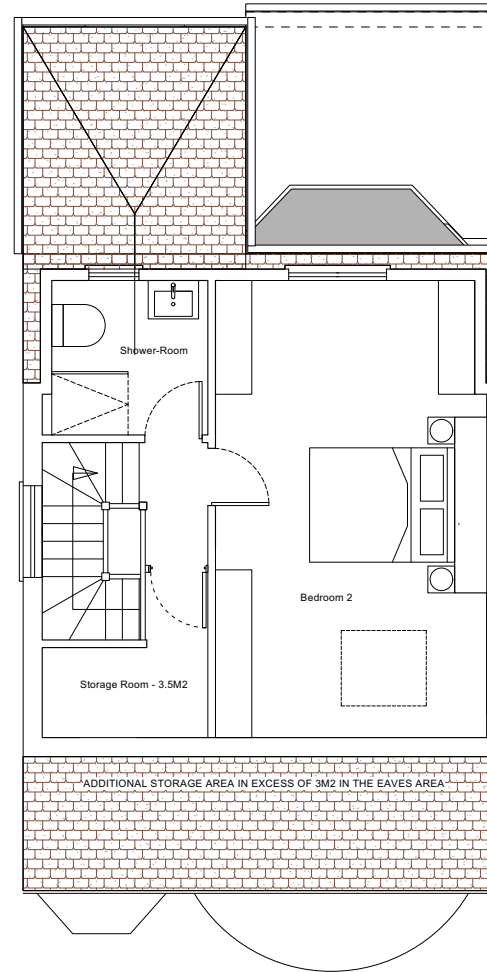 Shower-Room
Bedroom 2
Storage Room - 3.5M2
ADDITIONAL STORAGE AREA IN EXCESS OF 3M2 IN THE EAVES AREA